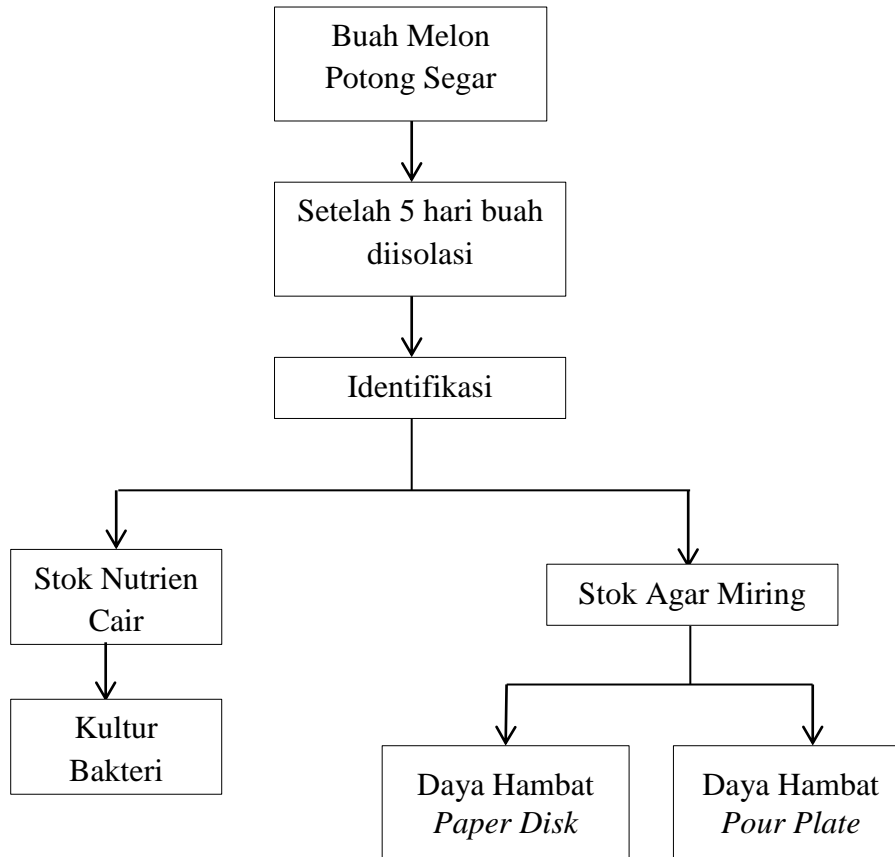 Buah Melon
Potong Segar
Setelah 5 hari buah
diisolasi
Identifikasi
Stok Nutrien
Cair
Stok Agar Miring
Kultur
Bakteri
Daya Hambat
Paper Disk
Daya Hambat
Pour Plate